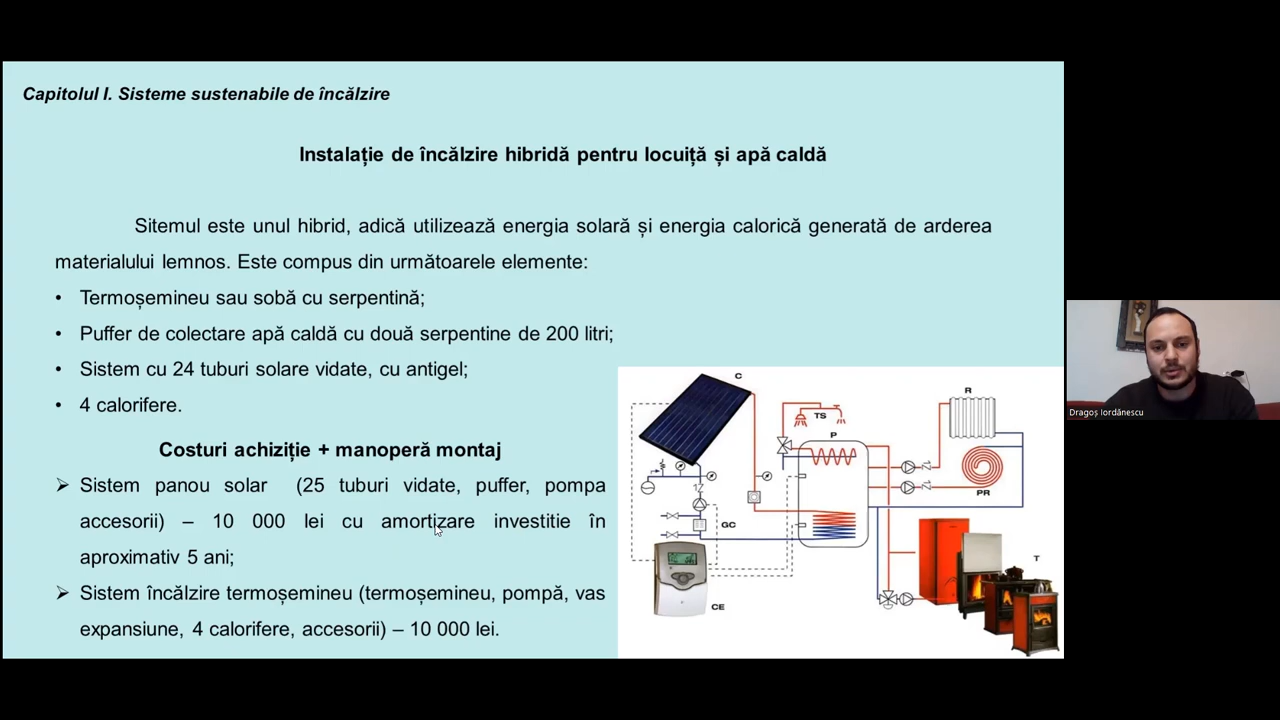 Capitolul I. Sisteme sustenabile de încălzire
Instalație de încălzire hibridă pentru locuiță și apă caldă
Sitemul este unul hibrid, adică utilizează energia solară și energia calorică generată de arderea
materialului lemnos. Este compus din următoarele elemente:
• Termoșemineu sau sobă cu serpentină;
• Puffer de colectare apă caldă cu două serpentine de 200 litri;
• Sistem cu 24 tuburi solare vidate, cu antigel;
• 4 calorifere.
Costuri achiziție + manoperă montaj
➢ Sistem panou solar (25 tuburi vidate, puffer, pompa
accesorii) – 10 000 lei cu amortizare investitie în
aproximativ 5 ani;
➢ Sistem încălzire termoșemineu (termoșemineu, pompă, vas
expansiune, 4 calorifere, accesorii) – 10 000 lei.
C
TS
R
P
PR
GC
T
CE
Dragoș Iordănescu